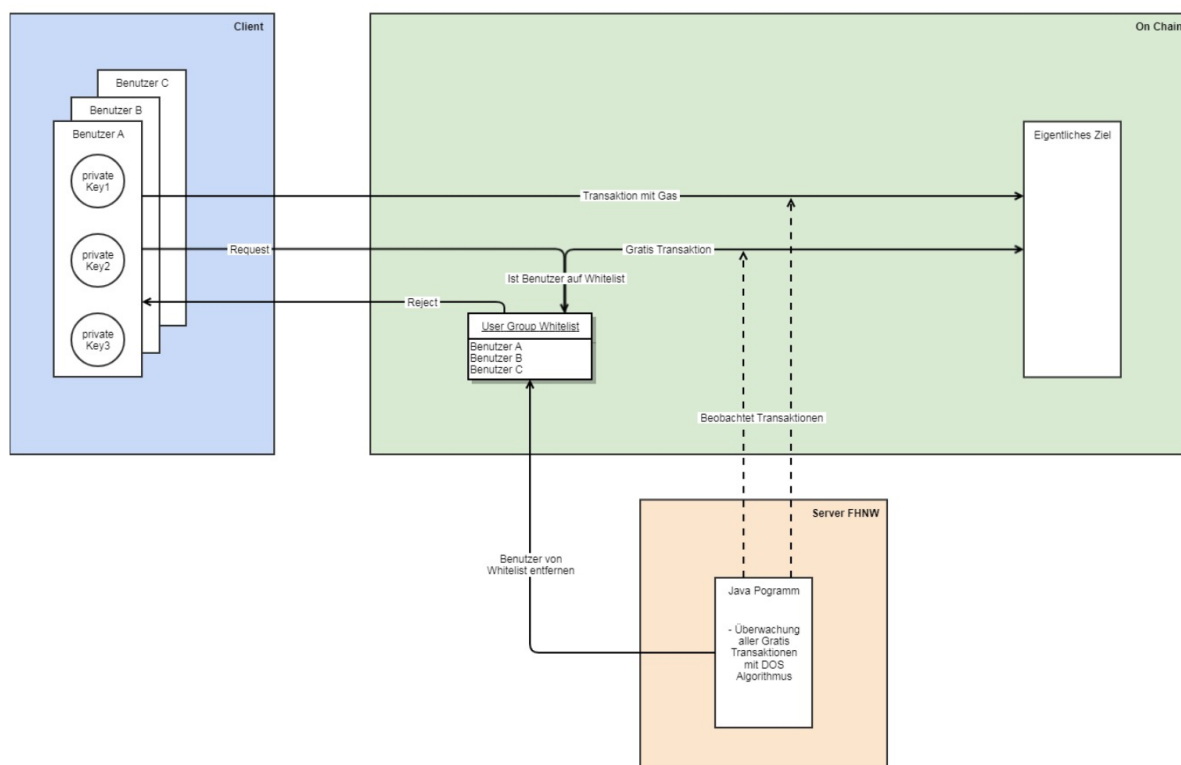 Client
On Chain
Benutzer C
Benutzer B
Benutzer A
private
Key1
private
Key2
private
Key3
Eigentliches Ziel
Transaktion mit Gas
Request
Gratis Transaktion
Ist Benutzer auf Whitelist
Reject
User Group Whitelist
Benutzer A
Benutzer B
Benutzer C
Beobachtet Transaktionen
Server FHNW
Benutzer von
Whitelist entfernen
Java Pogramm
- Überwachung
aller Gratis
Transaktionen
mit DOS
Algorithmus